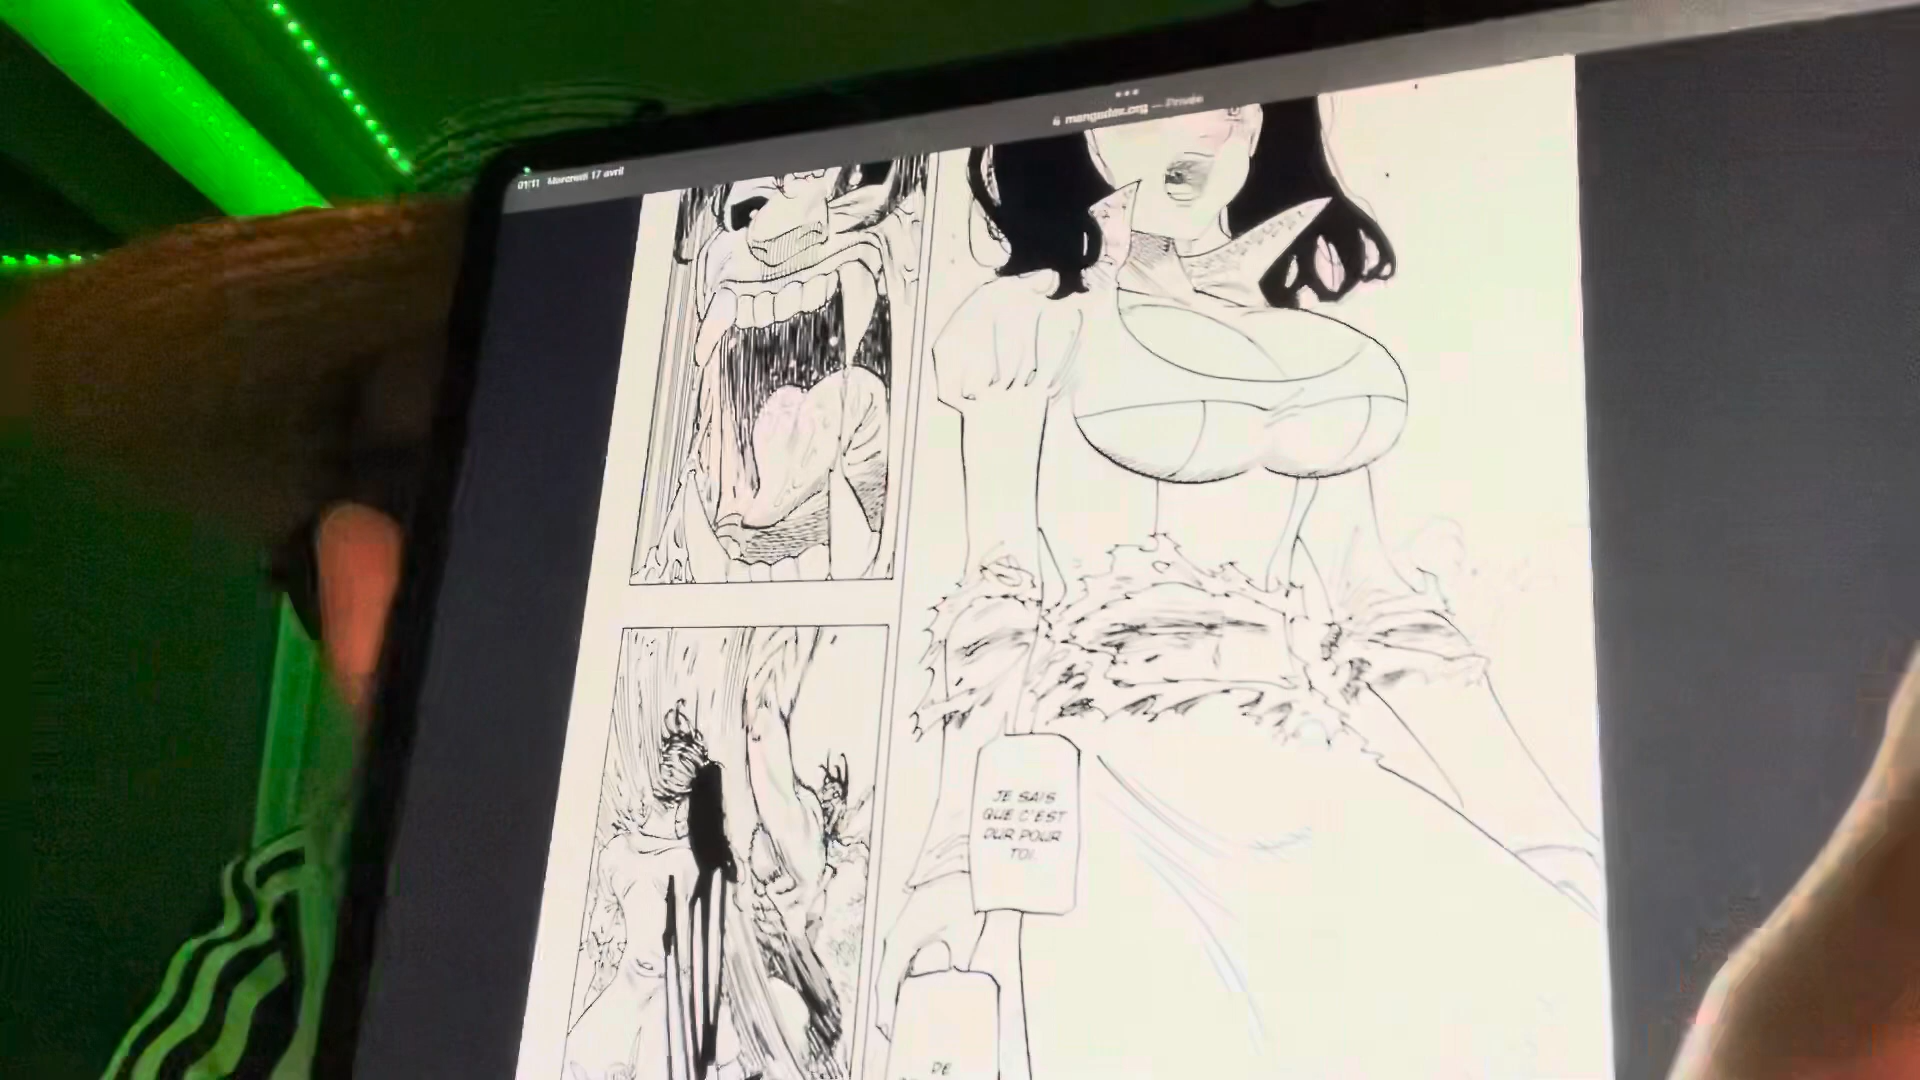 01:11 Mercredi 17 avril
mangadex.org — Privée
JE SAIS
QUE C'EST
DUR POUR
TOI.
DE